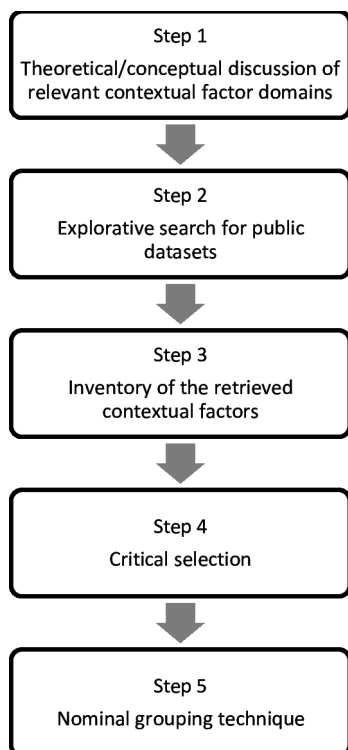 Step 1
Theoretical/conceptual discussion of
relevant contextual factor domains
Step 2
Explorative search for public
datasets
Step 3
Inventory of the retrieved
contextual factors
Step 4
Critical selection
Step 5
Nominal grouping technique